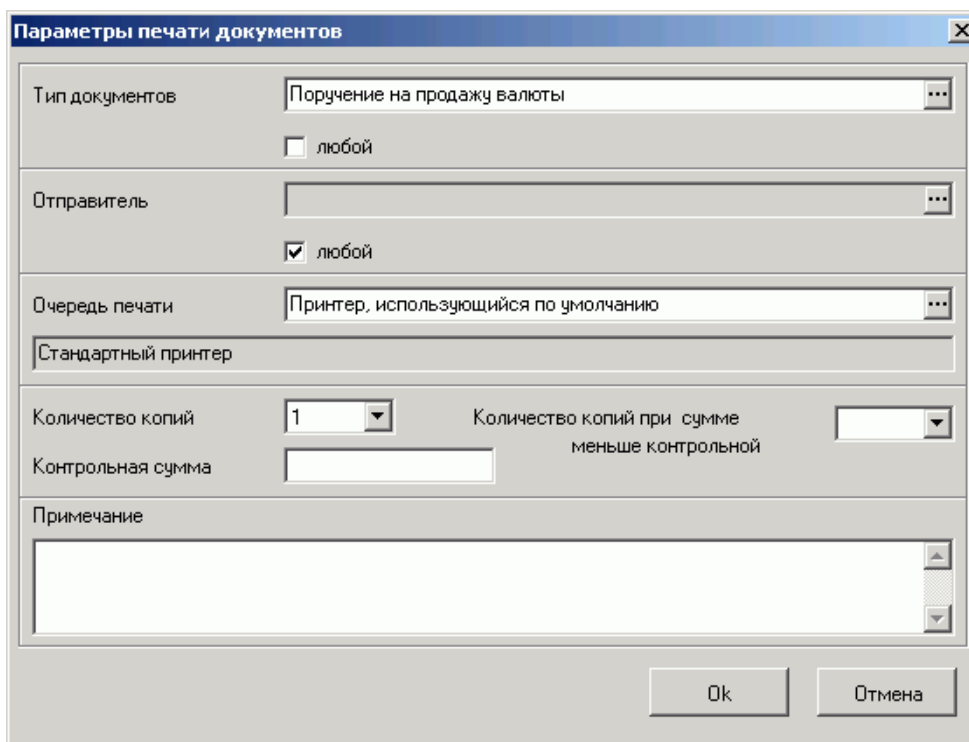 Параметры печати документов
Тип документов
Поручение на продажу валюты
любой
Отправитель
любой
Очередь печати
Принтер, использующийся по умолчанию
Стандартный принтер
Количество копий
1
Количество копий при сумме
меньше контрольной
Контрольная сумма
Примечание
Ok
Отмена